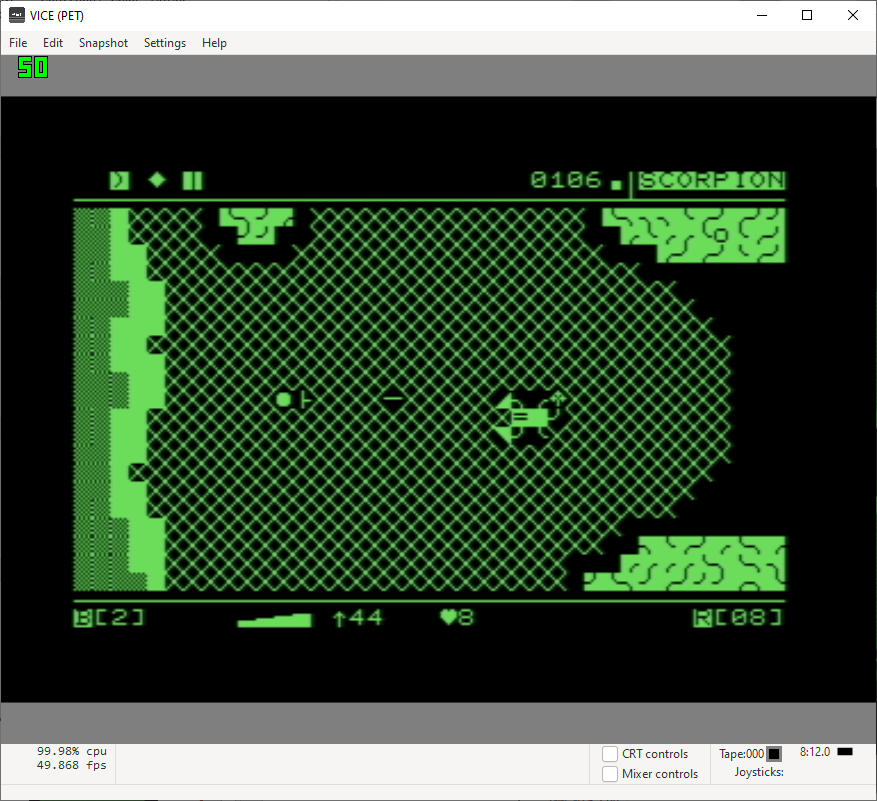 VICE (PET)
File Edit Snapshot Settings Help
50
0106 SCORPION
B[2] ↑44 ♥8 R[08]
99.98% cpu
49.868 fps
CRT controls
Mixer controls
Tape:000
Joysticks:
8:12.0